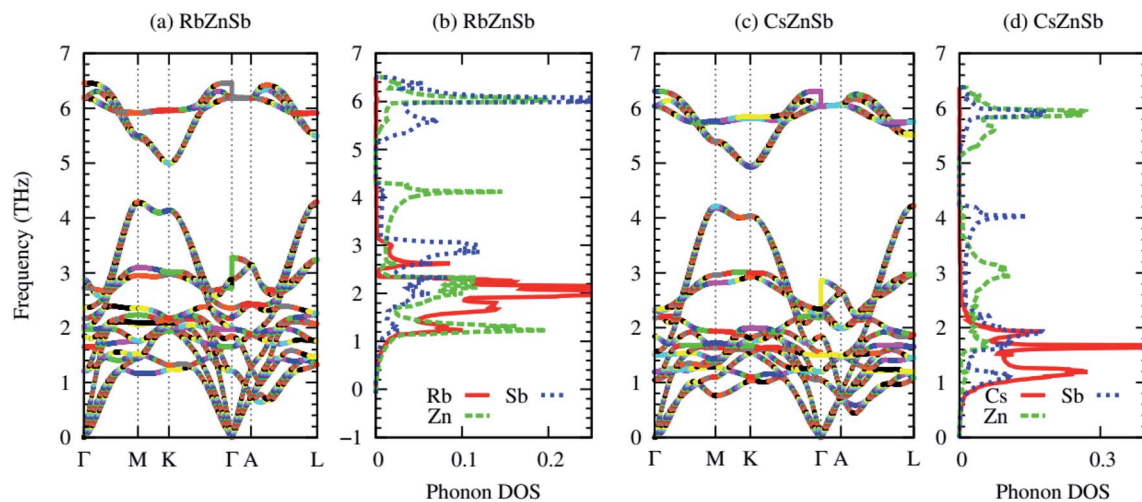 (a) RbZnSb
(b) RbZnSb
(c) CsZnSb
(d) CsZnSb
Frequency (THz)
7
6
5
4
3
2
1
0
Γ M K Γ A L
7
6
5
4
3
2
1
0
−1
Rb Sb
Zn
0 0.1 0.2
Phonon DOS
7
6
5
4
3
2
1
0
Γ M K Γ A L
7
6
5
4
3
2
1
0
Cs Sb
Zn
0 0.3
Phonon DOS